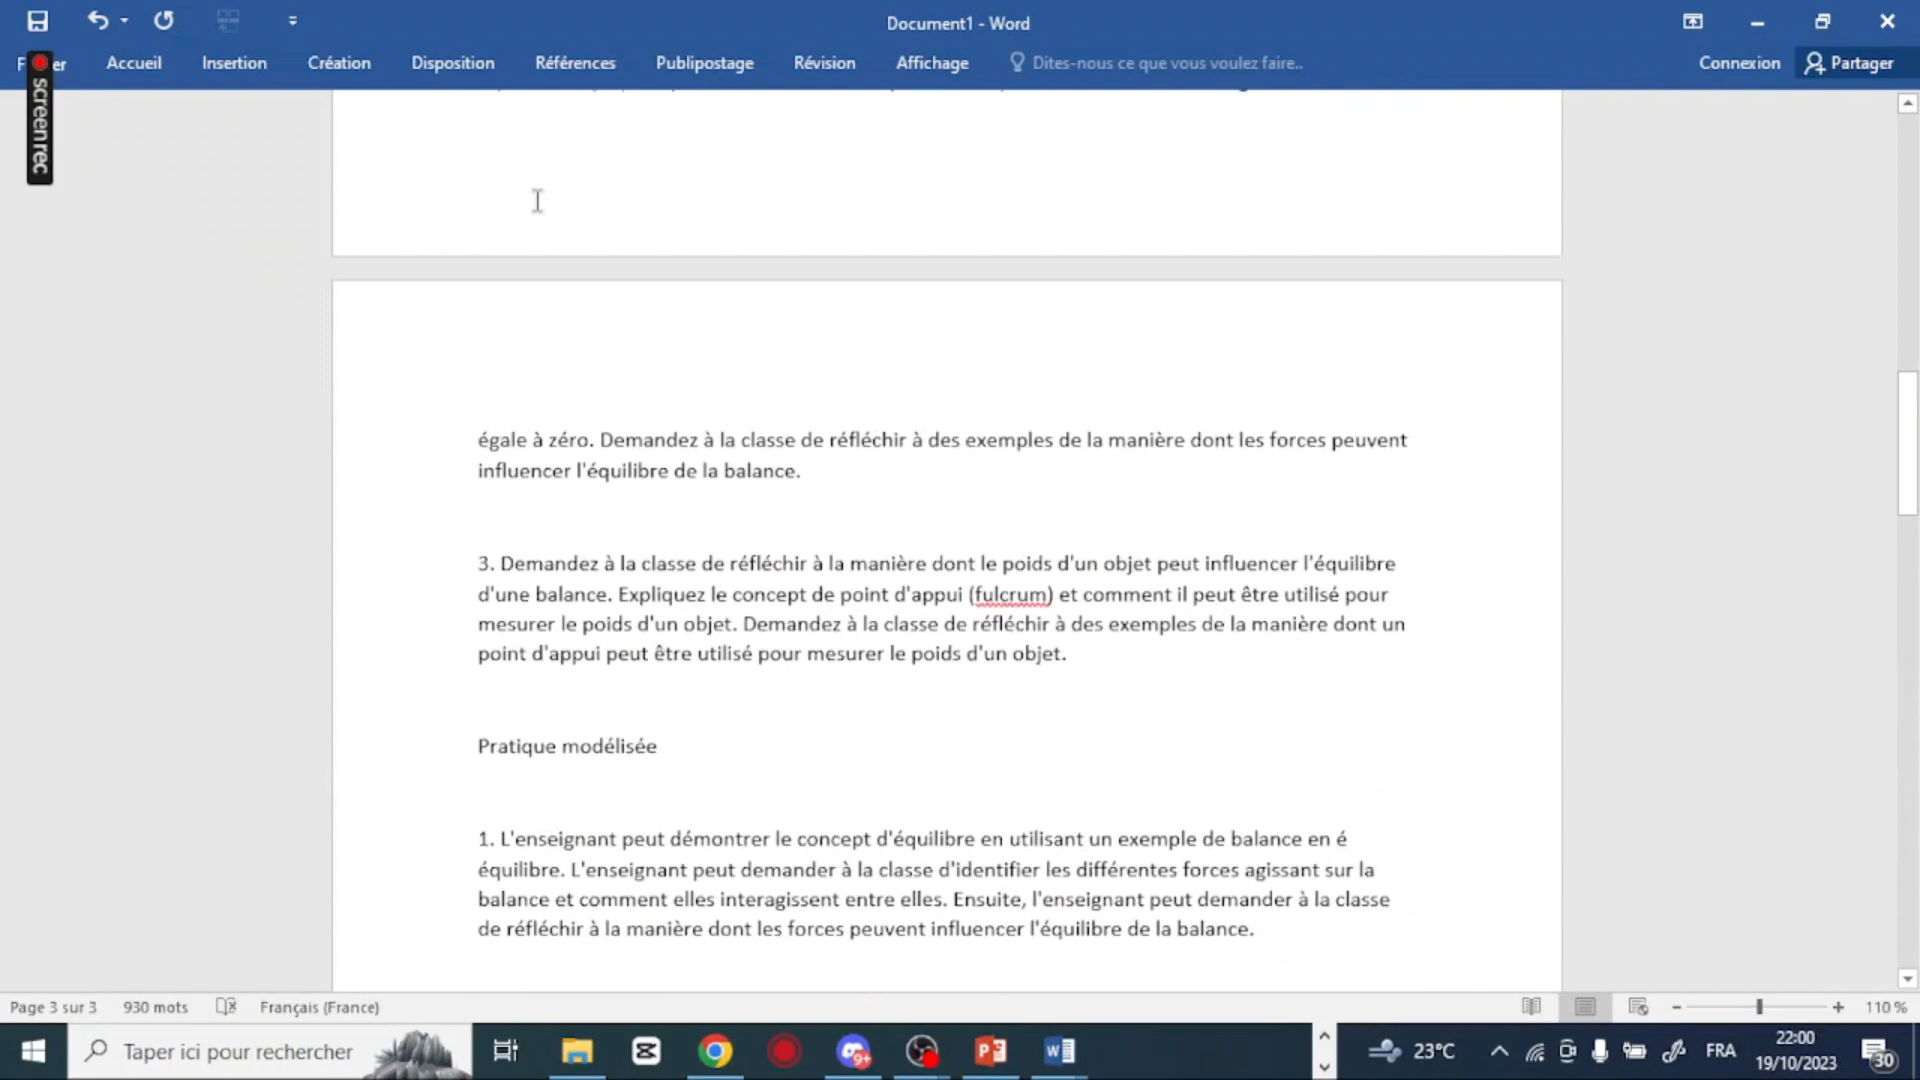 Document1 - Word
Accueil Insertion Création Disposition Références Publipostage Révision Affichage Dites-nous ce que vous voulez faire.. Connexion Partager
screenrec
égale à zéro. Demandez à la classe de réfléchir à des exemples de la manière dont les forces peuvent
influencer l'équilibre de la balance.
3. Demandez à la classe de réfléchir à la manière dont le poids d'un objet peut influencer l'équilibre
d'une balance. Expliquez le concept de point d'appui (fulcrum) et comment il peut être utilisé pour
mesurer le poids d'un objet. Demandez à la classe de réfléchir à des exemples de la manière dont un
point d'appui peut être utilisé pour mesurer le poids d'un objet.
Pratique modélisée
1. L'enseignant peut démontrer le concept d'équilibre en utilisant un exemple de balance en é
équilibre. L'enseignant peut demander à la classe d'identifier les différentes forces agissant sur la
balance et comment elles interagissent entre elles. Ensuite, l'enseignant peut demander à la classe
de réfléchir à la manière dont les forces peuvent influencer l'équilibre de la balance.
Page 3 sur 3 930 mots Français (France) 110 %
Taper ici pour rechercher 9+ 23°C FRA 22:00
19/10/2023 30